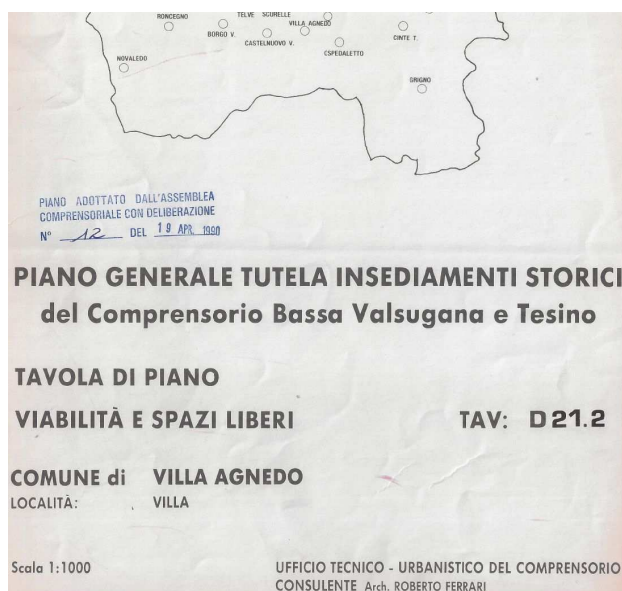 RONCEGNO
TELVE SCURELLE
BORGO V.
VILLA AGNEDO
CASTELNUOVO V.
CINTE T.
NOVALEDO
CSPEDALETTO
GRIGNO
PIANO ADOTTATO DALL'ASSEMBLEA
COMPRENSORIALE CON DELIBERAZIONE
N° 12 DEL 19 APR. 1990
PIANO GENERALE TUTELA INSEDIAMENTI STORICI
del Comprensorio Bassa Valsugana e Tesino
TAVOLA DI PIANO
VIABILITÀ E SPAZI LIBERI TAV: D 21.2
COMUNE di VILLA AGNEDO
LOCALITÀ: VILLA
Scala 1:1000 UFFICIO TECNICO - URBANISTICO DEL COMPRENSORIO
CONSULENTE Arch. ROBERTO FERRARI